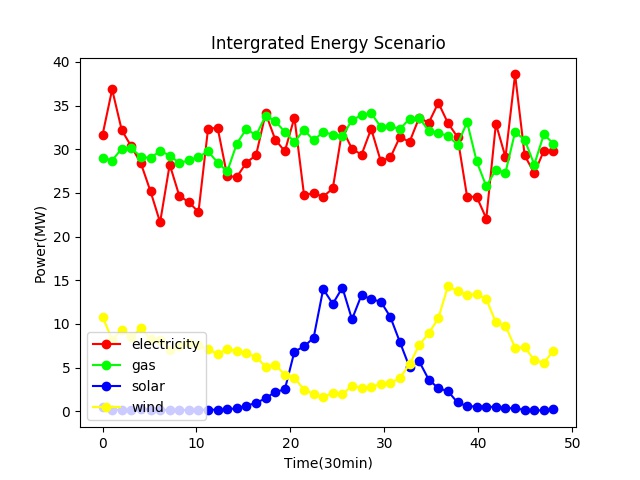 Intergrated Energy Scenario
Power(MW)
40
35
30
25
20
15
10
5
0
electricity
gas
solar
wind
0 10 20 30 40 50
Time(30min)